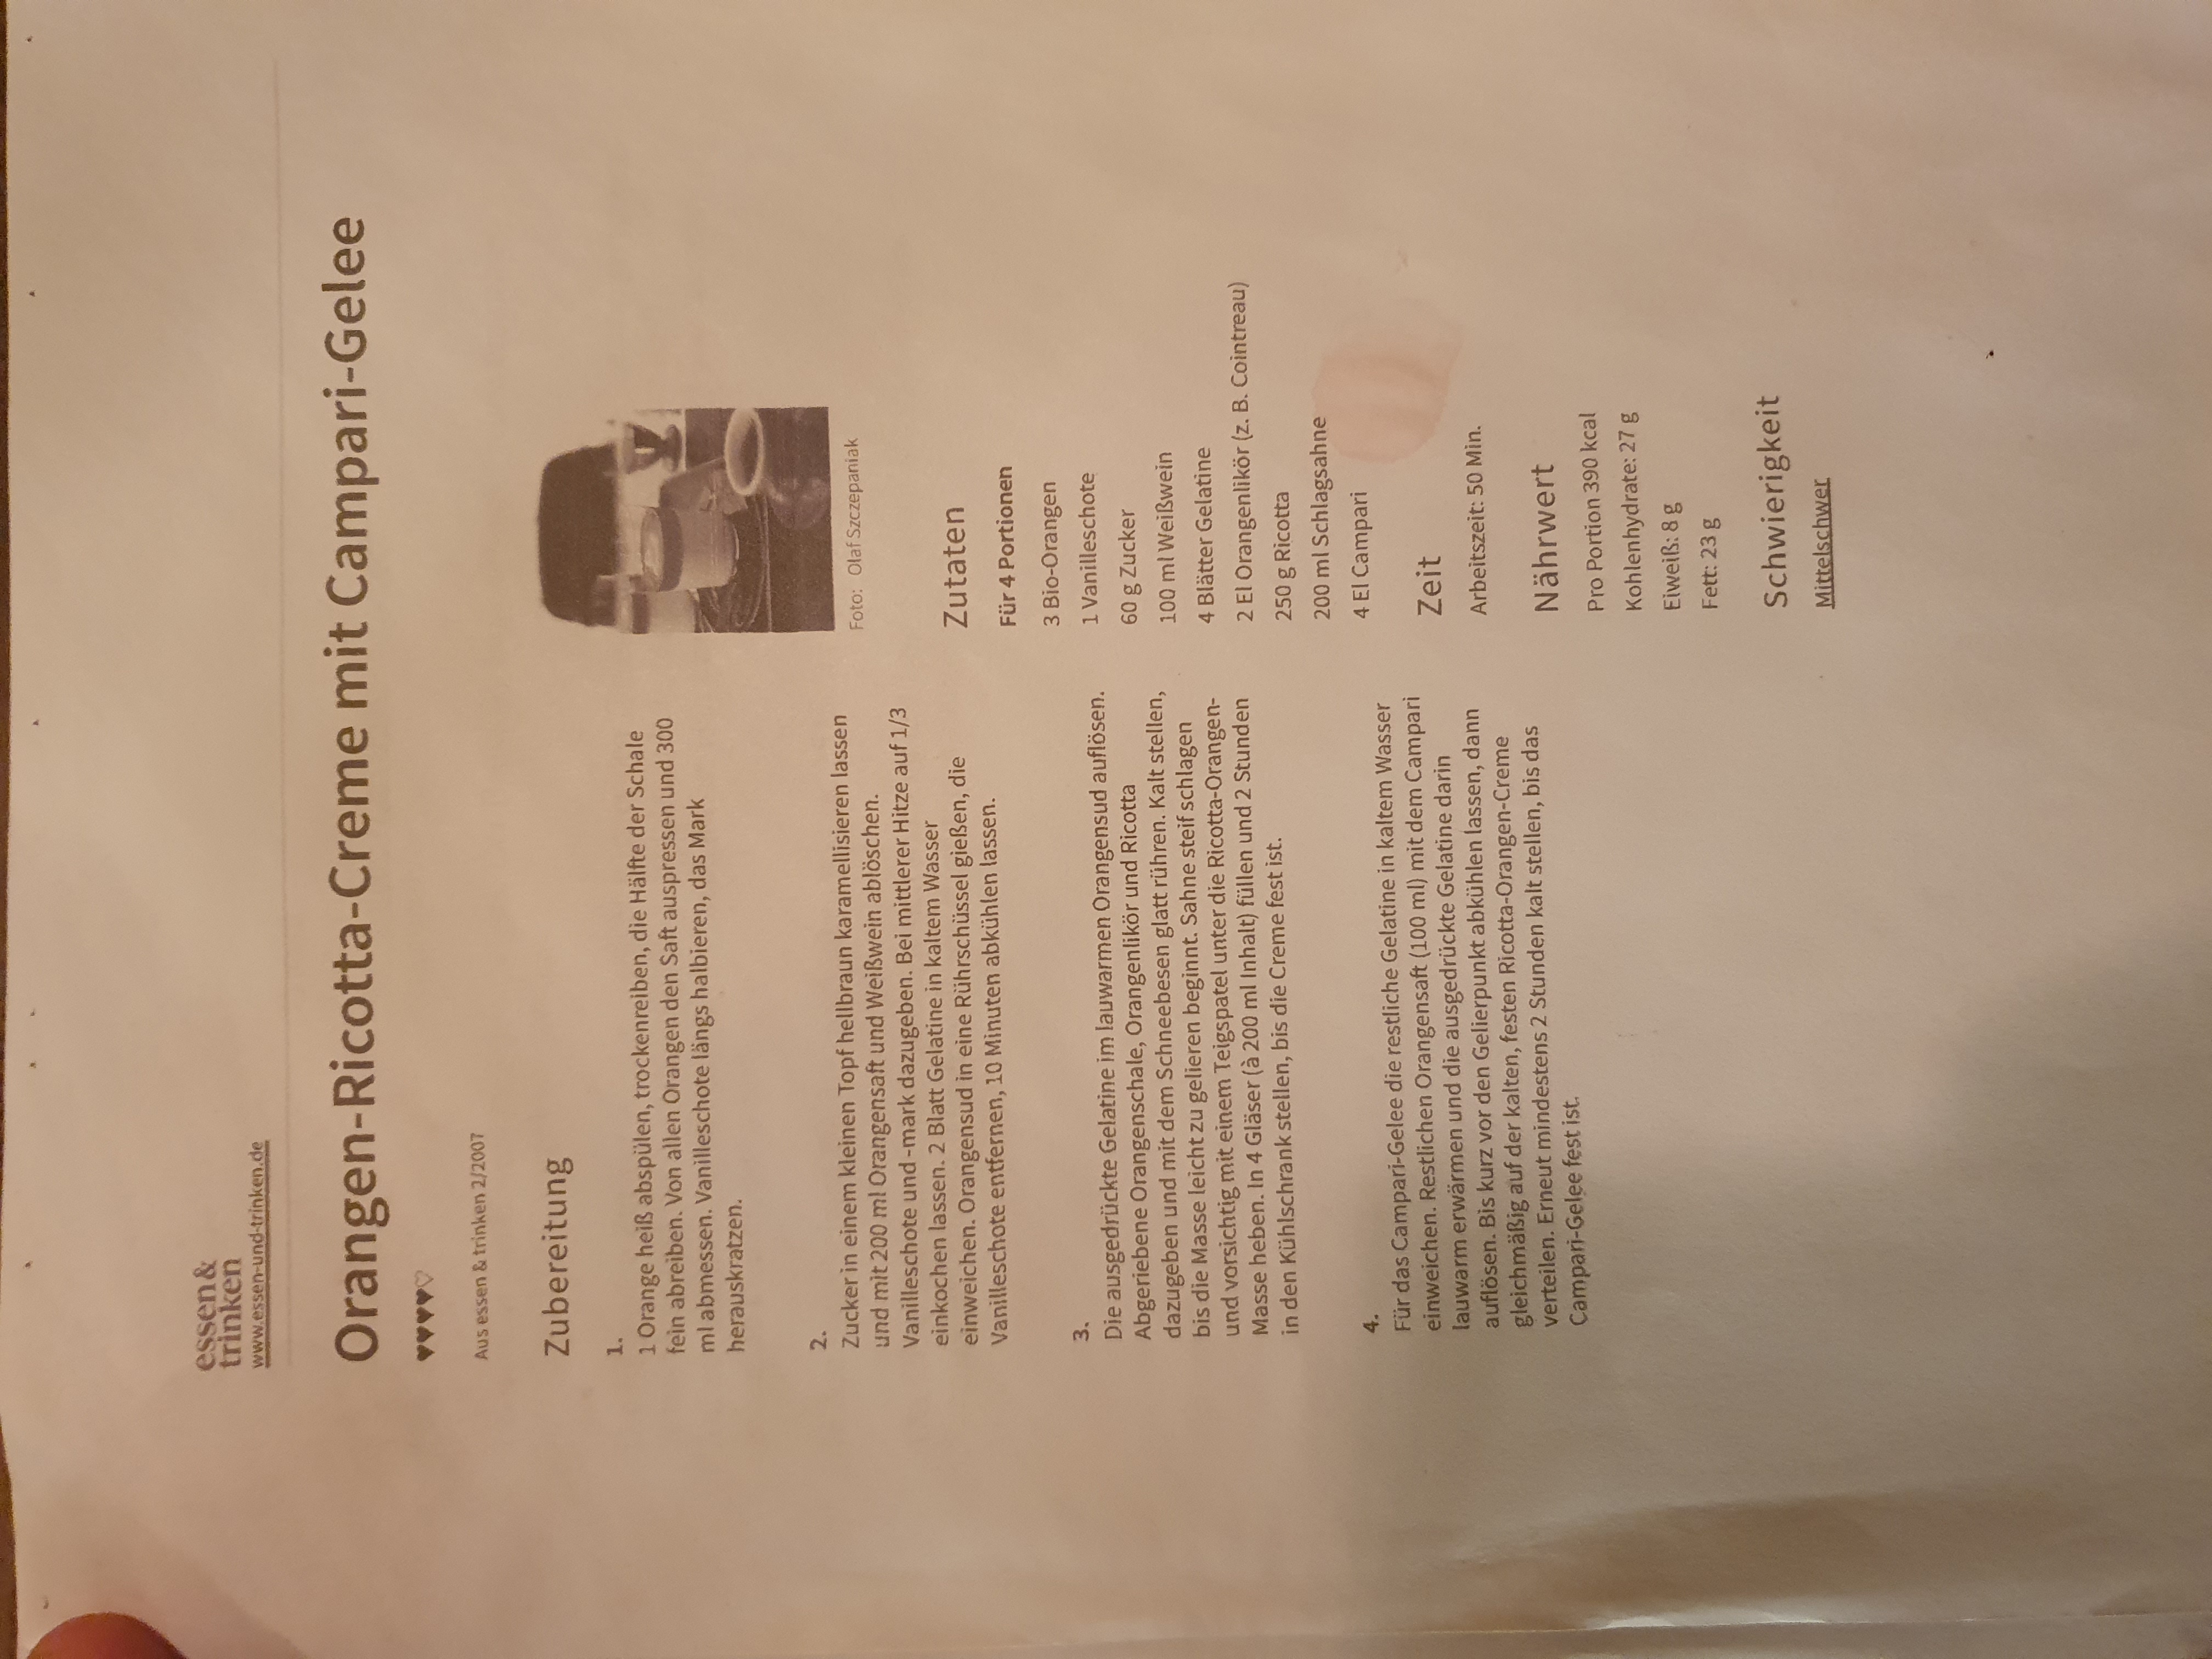 essen&
trinken
www.essen-und-trinken.de
Orangen-Ricotta-Creme mit Campari-Gelee
♥♥♥♥♡
Aus essen & trinken 2/2007
Zubereitung
1.
1 Orange heiß abspülen, trockenreiben, die Hälfte der Schale
fein abreiben. Von allen Orangen den Saft auspressen und 300
ml abmessen. Vanilleschote längs halbieren, das Mark
herauskratzen.
2.
Zucker in einem kleinen Topf hellbraun karamellisieren lassen
und mit 200 ml Orangensaft und Weißwein ablöschen.
Vanilleschote und -mark dazugeben. Bei mittlerer Hitze auf 1/3
einkochen lassen. 2 Blatt Gelatine in kaltem Wasser
einweichen. Orangensud in eine Rührschüssel gießen, die
Vanilleschote entfernen, 10 Minuten abkühlen lassen.
3.
Die ausgedrückte Gelatine im lauwarmen Orangensud auflösen.
Abgeriebene Orangenschale, Orangenlikör und Ricotta
dazugeben und mit dem Schneebesen glatt rühren. Kalt stellen,
bis die Masse leicht zu gelieren beginnt. Sahne steif schlagen
und vorsichtig mit einem Teigspatel unter die Ricotta-Orangen-
Masse heben. In 4 Gläser (à 200 ml Inhalt) füllen und 2 Stunden
in den Kühlschrank stellen, bis die Creme fest ist.
4.
Für das Campari-Gelee die restliche Gelatine in kaltem Wasser
einweichen. Restlichen Orangensaft (100 ml) mit dem Campari
lauwarm erwärmen und die ausgedrückte Gelatine darin
auflösen. Bis kurz vor den Gelierpunkt abkühlen lassen, dann
gleichmäßig auf der kalten, festen Ricotta-Orangen-Creme
verteilen. Erneut mindestens 2 Stunden kalt stellen, bis das
Campari-Gelee fest ist.
Foto: Olaf Szczepaniak
Zutaten
Für 4 Portionen
3 Bio-Orangen
1 Vanilleschote
60 g Zucker
100 ml Weißwein
4 Blätter Gelatine
2 El Orangenlikör (z. B. Cointreau)
250 g Ricotta
200 ml Schlagsahne
4 El Campari
Zeit
Arbeitszeit: 50 Min.
Nährwert
Pro Portion 390 kcal
Kohlenhydrate: 27 g
Eiweiß: 8 g
Fett: 23 g
Schwierigkeit
Mittelschwer